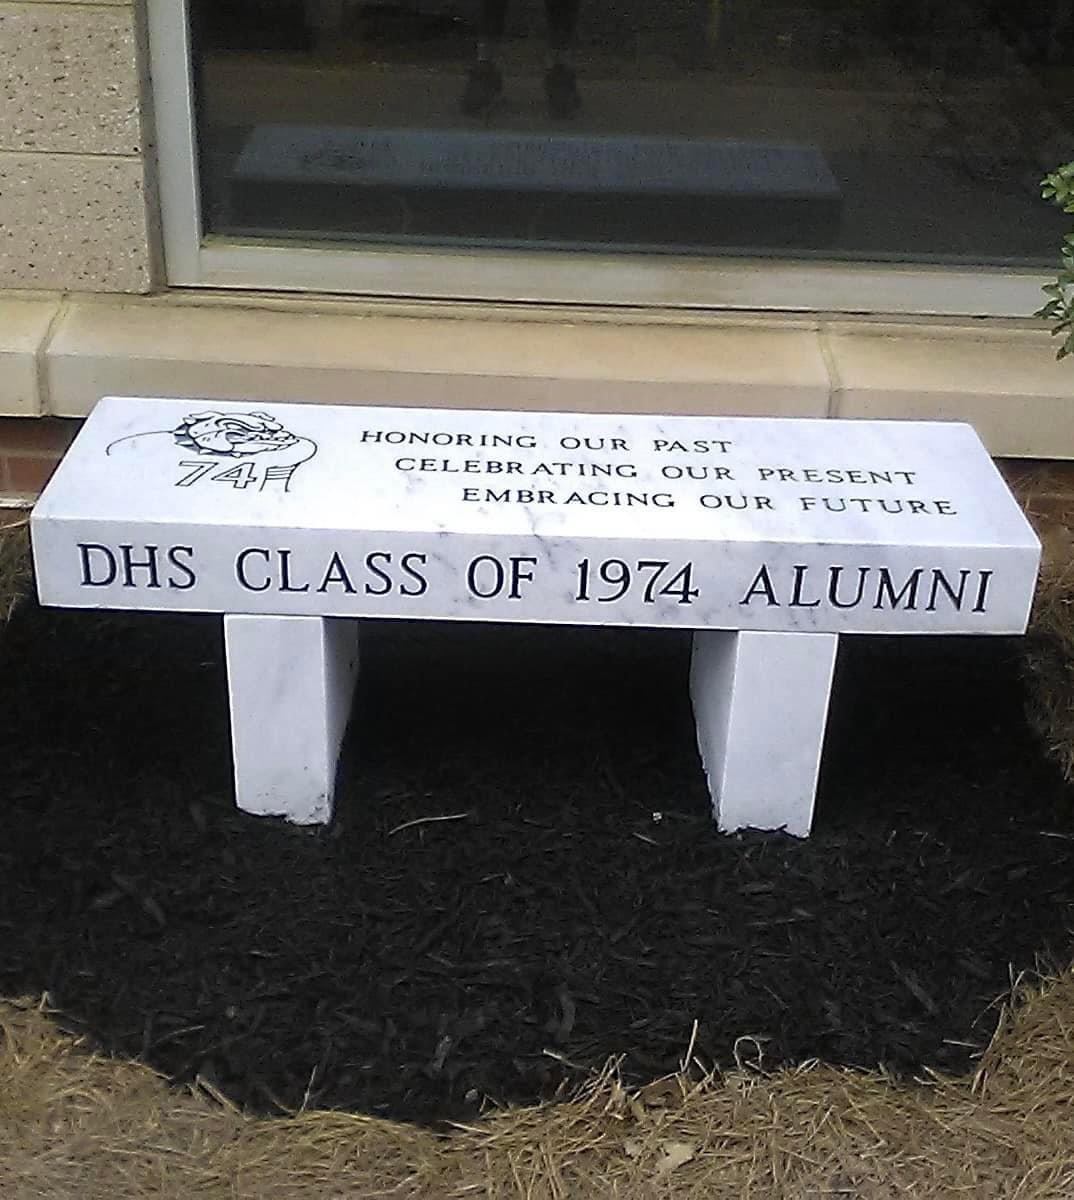 74
HONORING OUR PAST
CELEBRATING OUR PRESENT
EMBRACING OUR FUTURE
DHS CLASS OF 1974 ALUMNI